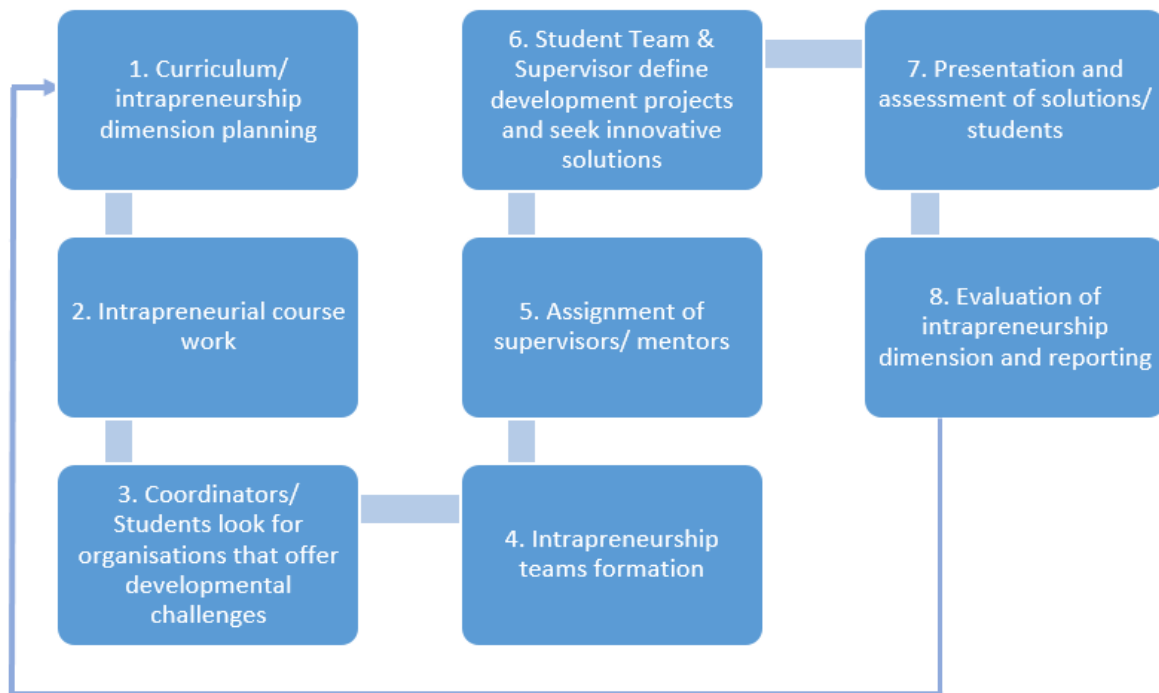 1. Curriculum/
intrapreneurship
dimension planning
2. Intrapreneurial course
work
3. Coordinators/
Students look for
organisations that offer
developmental
challenges
4. Intrapreneurship
teams formation
5. Assignment of
supervisors/ mentors
6. Student Team &
Supervisor define
development projects
and seek innovative
solutions
7. Presentation and
assessment of solutions/
students
8. Evaluation of
intrapreneurship
dimension and reporting